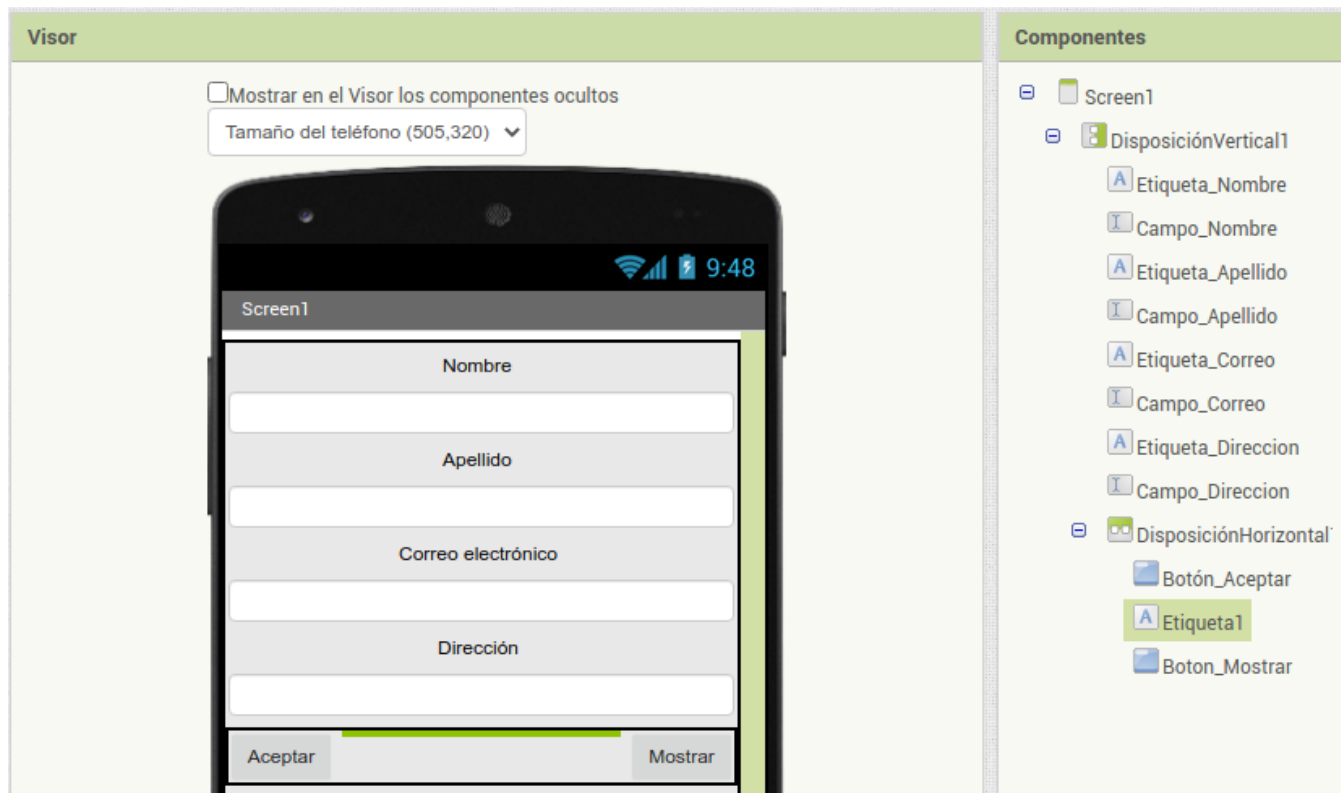 Visor
Mostrar en el Visor los componentes ocultos
Tamaño del teléfono (505,320)
9:48
Screen1
Nombre
Apellido
Correo electrónico
Dirección
Aceptar
Mostrar
Componentes
Screen1
DisposiciónVertical1
A Etiqueta_Nombre
Campo_Nombre
A Etiqueta_Apellido
Campo_Apellido
A Etiqueta_Correo
Campo_Correo
A Etiqueta_Direccion
Campo_Direccion
DisposiciónHorizontal
Botón_Aceptar
A Etiqueta1
Boton_Mostrar